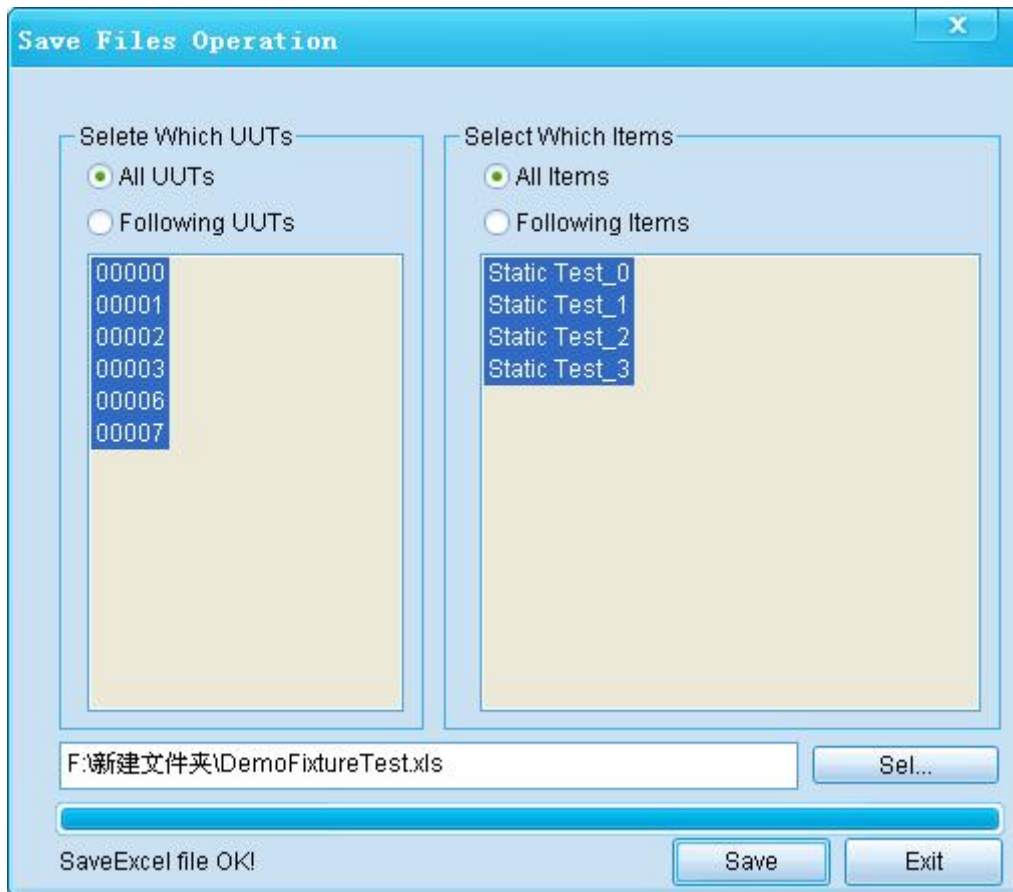 Save Files Operation
X
Selete Which UUTs
All UUTs
Following UUTs
00000
00001
00002
00003
00006
00007
Select Which Items
All Items
Following Items
Static Test_0
Static Test_1
Static Test_2
Static Test_3
F:\新建文件夹\DemoFixtureTest.xls
Sel...
SaveExcel file OK!
Save
Exit